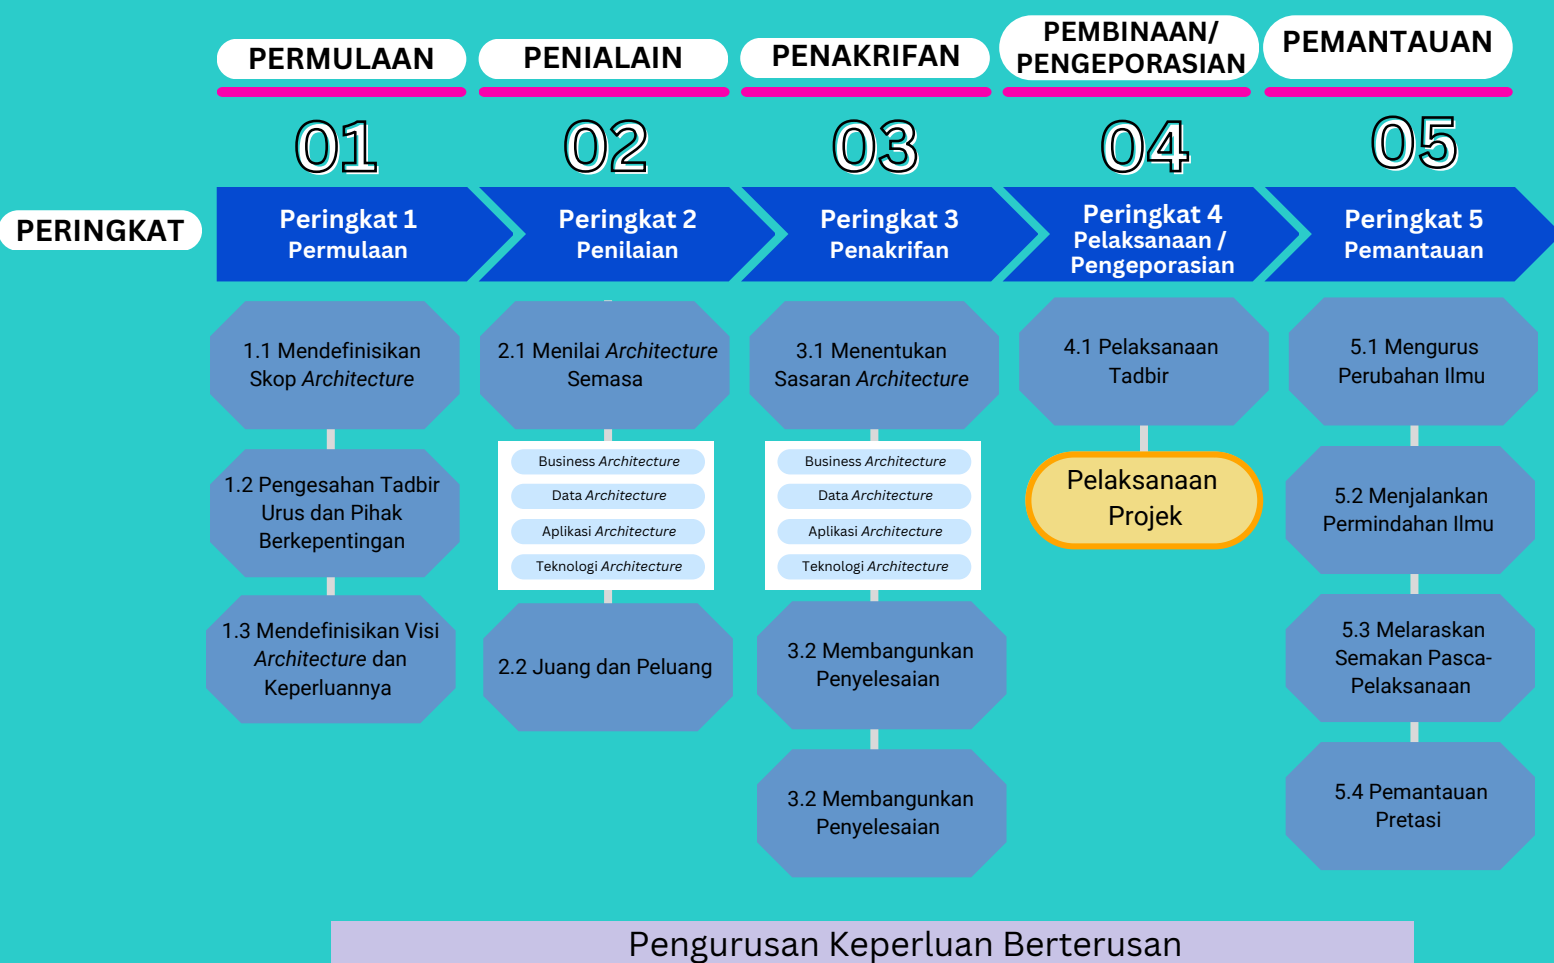 PERMULAAN
PENIALAIN
PENAKRIFAN
PEMBINAAN/
PENGEPORASIAN
PEMANTAUAN
01
02
03
04
05
PERINGKAT
Peringkat 1
Permulaan
Peringkat 2
Penilaian
Peringkat 3
Penakrifan
Peringkat 4
Pelaksanaan /
Pengeporasian
Peringkat 5
Pemantauan
1.1 Mendefinisikan
Skop Architecture
1.2 Pengesahan Tadbir
Urus dan Pihak
Berkepentingan
1.3 Mendefinisikan Visi
Architecture dan
Keperluannya
2.1 Menilai Architecture
Semasa
Business Architecture
Data Architecture
Aplikasi Architecture
Teknologi Architecture
2.2 Juang dan Peluang
3.1 Menentukan
Sasaran Architecture
Business Architecture
Data Architecture
Aplikasi Architecture
Teknologi Architecture
3.2 Membangunkan
Penyelesaian
3.2 Membangunkan
Penyelesaian
4.1 Pelaksanaan
Tadbir
Pelaksanaan
Projek
5.1 Mengurus
Perubahan Ilmu
5.2 Menjalankan
Permindahan Ilmu
5.3 Melaraskan
Semakan Pasca-
Pelaksanaan
5.4 Pemantauan
Pretasi
Pengurusan Keperluan Berterusan